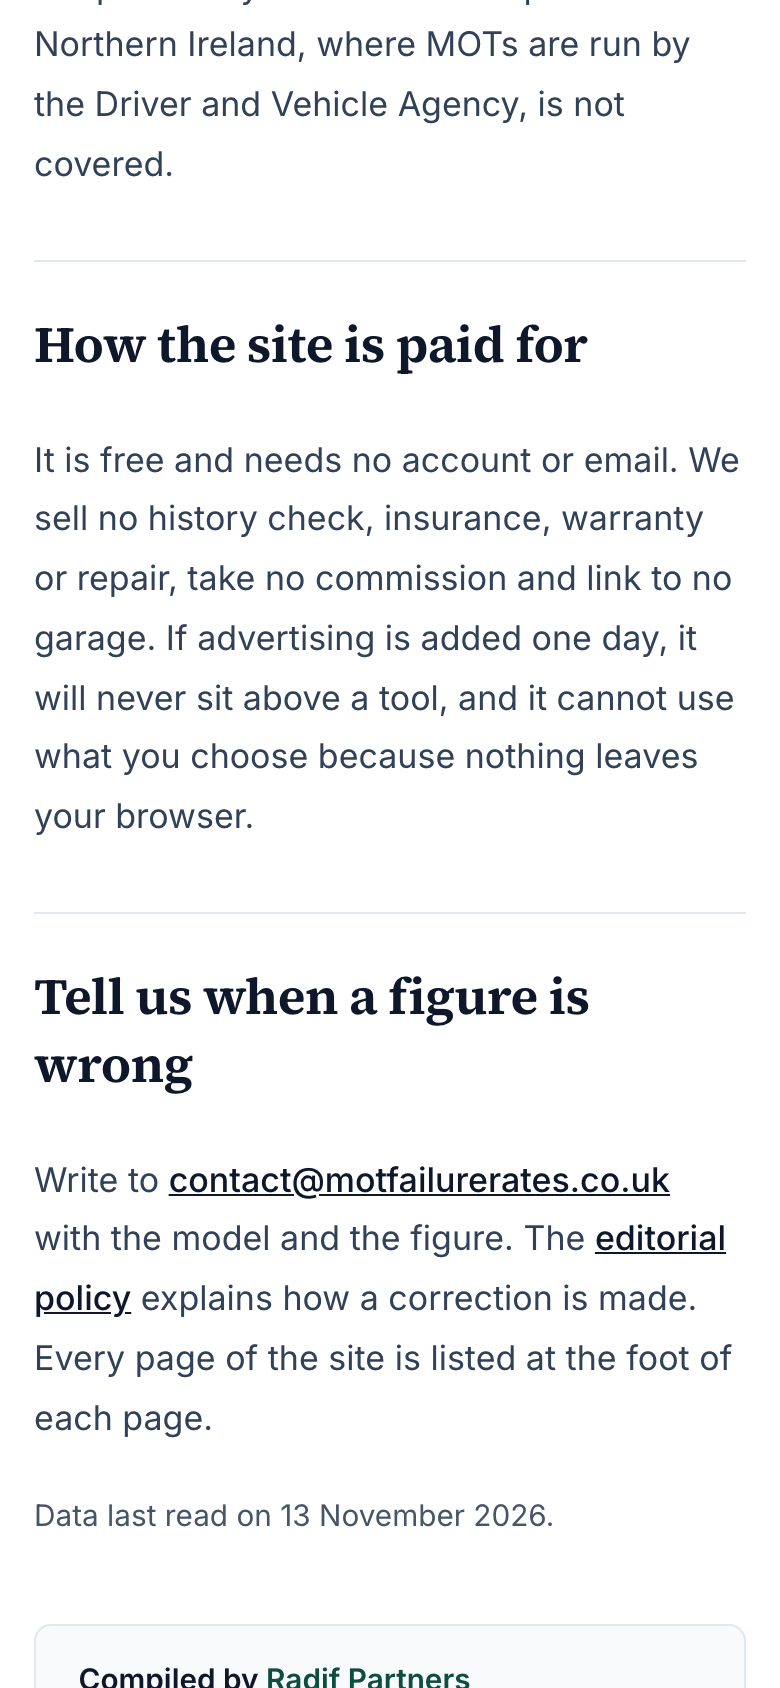 Northern Ireland, where MOTs are run by
the Driver and Vehicle Agency, is not
covered.
How the site is paid for
It is free and needs no account or email. We
sell no history check, insurance, warranty
or repair, take no commission and link to no
garage. If advertising is added one day, it
will never sit above a tool, and it cannot use
what you choose because nothing leaves
your browser.
Tell us when a figure is
wrong
Write to contact@motfailurerates.co.uk
with the model and the figure. The editorial
policy explains how a correction is made.
Every page of the site is listed at the foot of
each page.
Data last read on 13 November 2026.
Compiled by Radif Partners